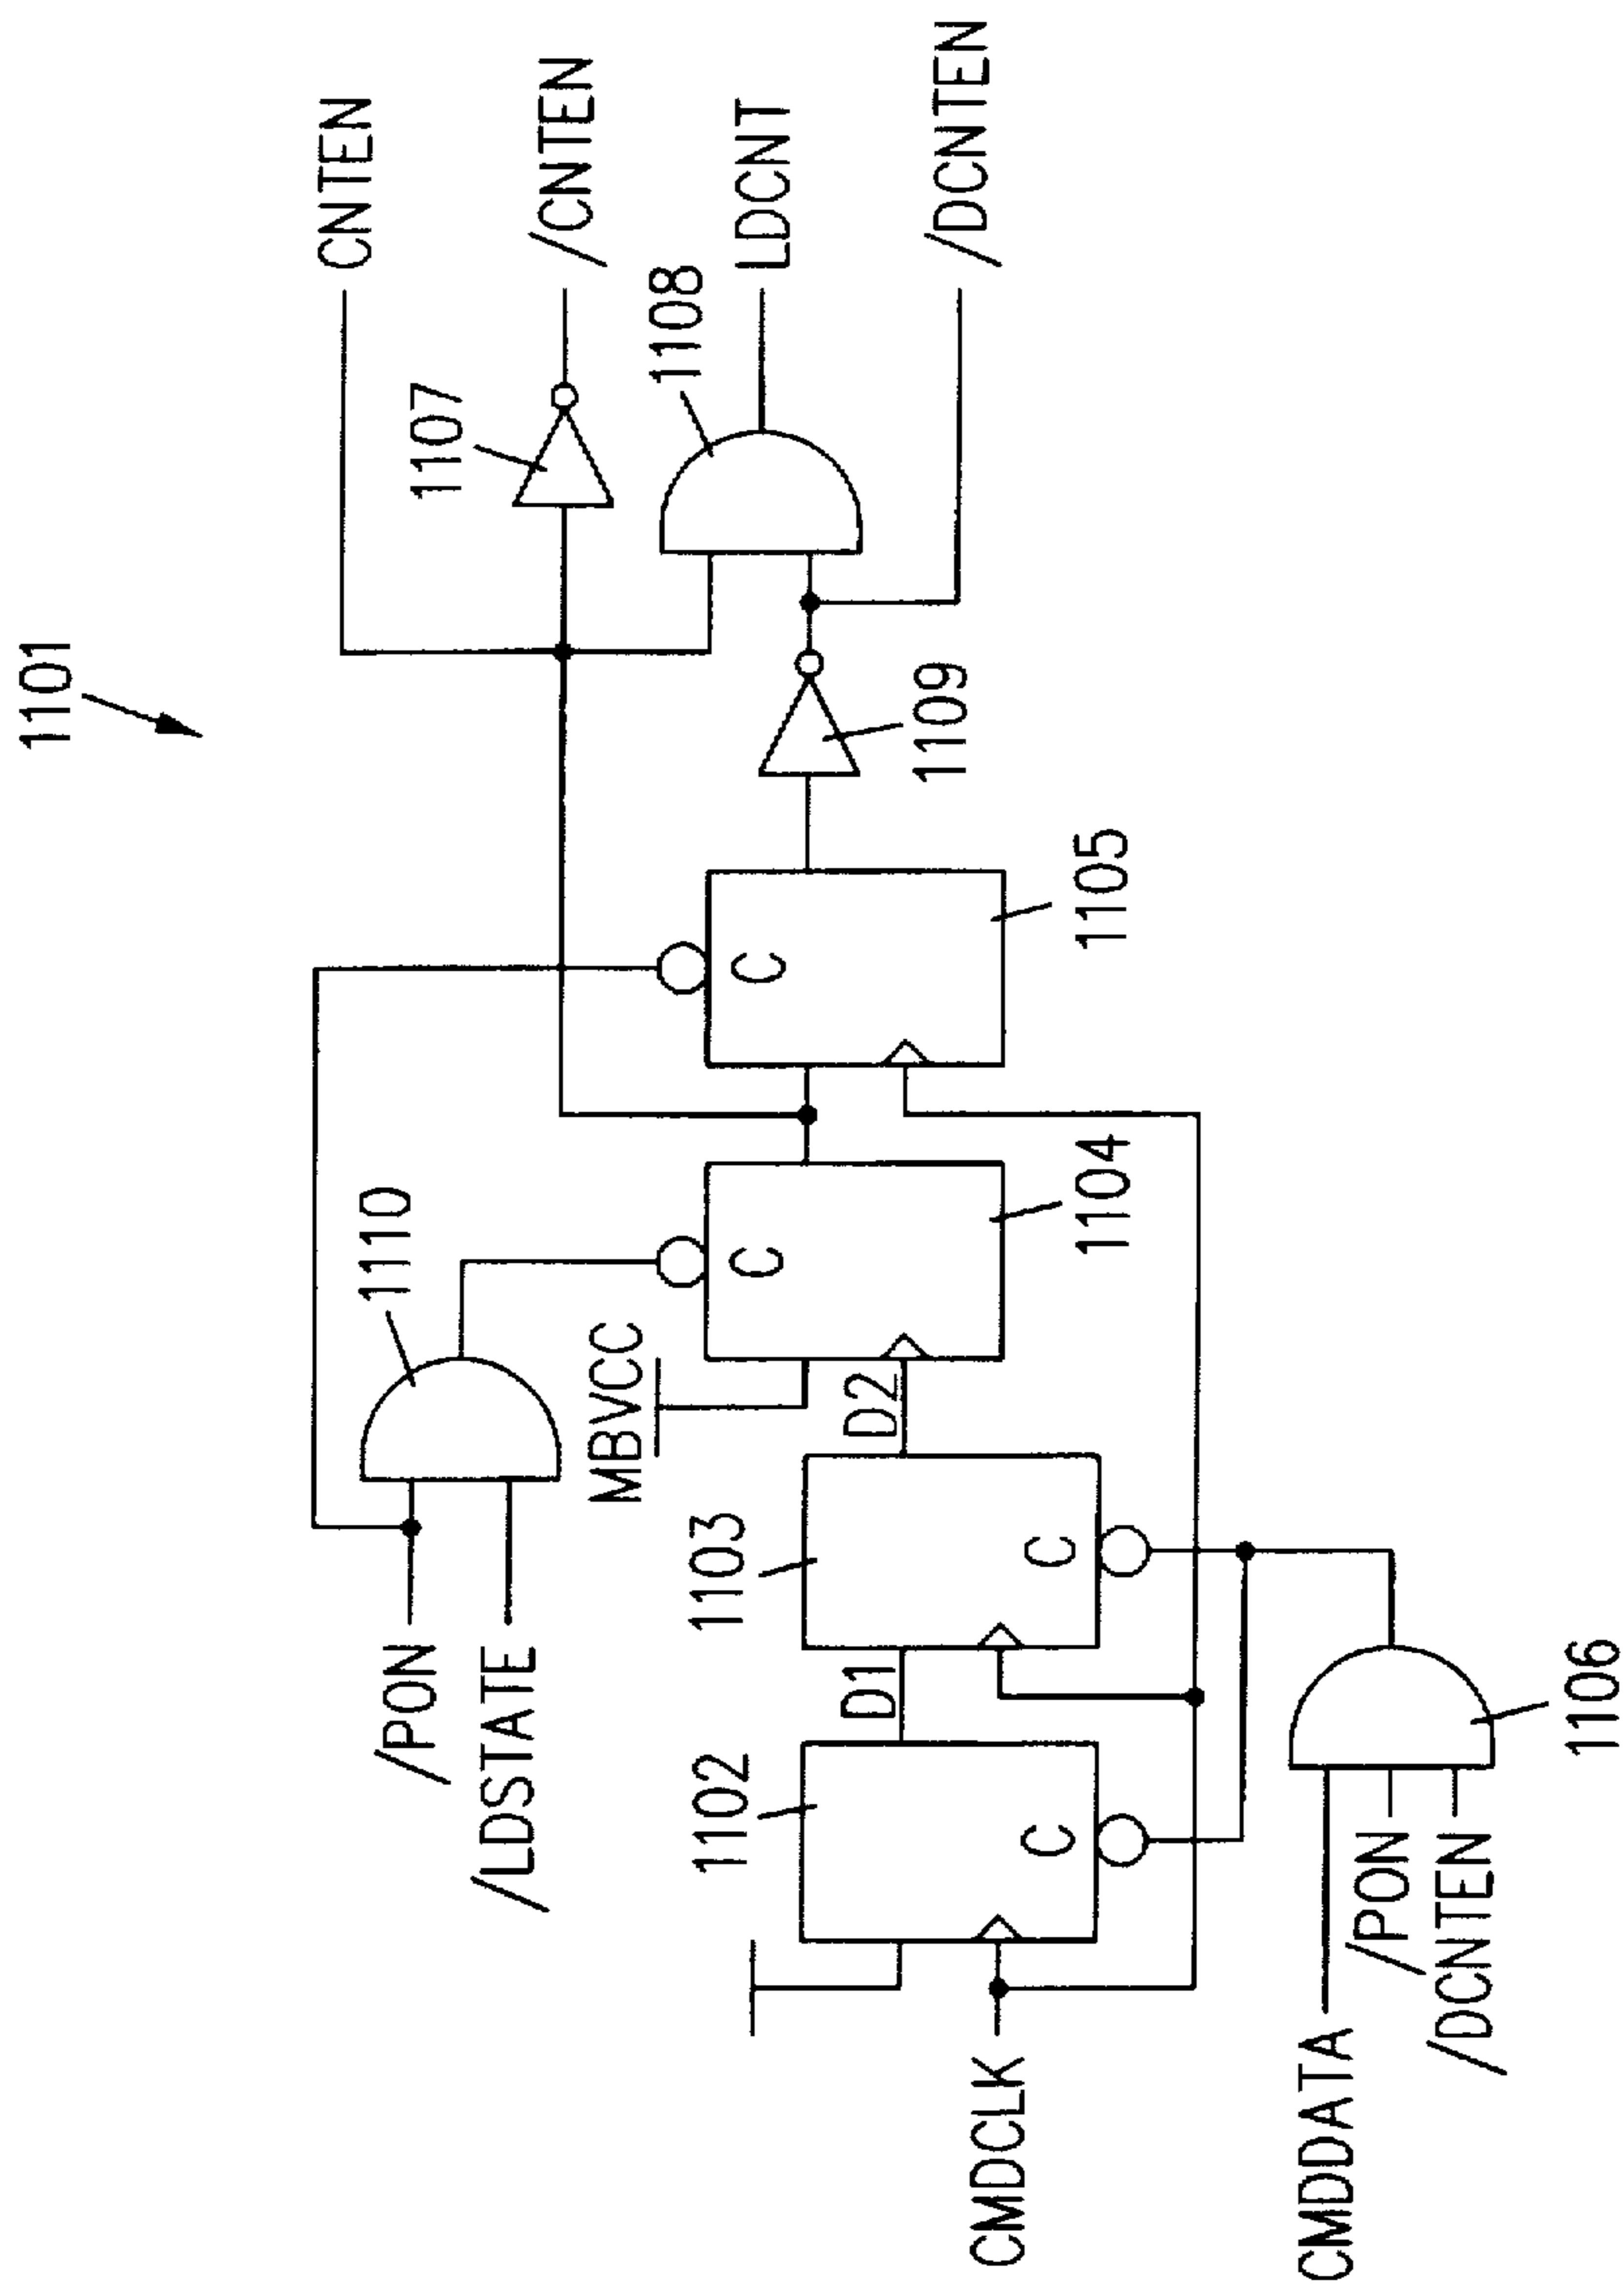 1101
CNTEN
1107
/CNTEN
1108
LDCNT
/DCNTEN
1109
1110
/PON
/LDSTATE
MBVCC
C
C
1105
1104
1103
D2
C
1102
D1
C
CMDCLK
CMDDATA
/PON
/DCNTEN
1106